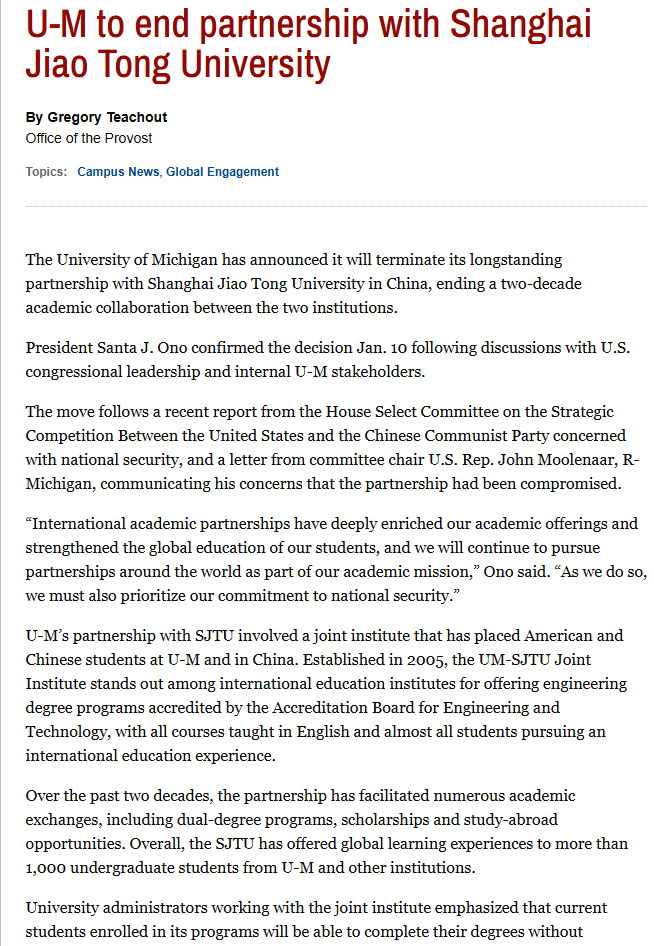 U-M to end partnership with Shanghai
Jiao Tong University
By Gregory Teachout
Office of the Provost
Topics: Campus News, Global Engagement
The University of Michigan has announced it will terminate its longstanding
partnership with Shanghai Jiao Tong University in China, ending a two-decade
academic collaboration between the two institutions.
President Santa J. Ono confirmed the decision Jan. 10 following discussions with U.S.
congressional leadership and internal U-M stakeholders.
The move follows a recent report from the House Select Committee on the Strategic
Competition Between the United States and the Chinese Communist Party concerned
with national security, and a letter from committee chair U.S. Rep. John Moolenaar, R-
Michigan, communicating his concerns that the partnership had been compromised.
“International academic partnerships have deeply enriched our academic offerings and
strengthened the global education of our students, and we will continue to pursue
partnerships around the world as part of our academic mission,” Ono said. “As we do so,
we must also prioritize our commitment to national security.”
U-M’s partnership with SJTU involved a joint institute that has placed American and
Chinese students at U-M and in China. Established in 2005, the UM-SJTU Joint
Institute stands out among international education institutes for offering engineering
degree programs accredited by the Accreditation Board for Engineering and
Technology, with all courses taught in English and almost all students pursuing an
international education experience.
Over the past two decades, the partnership has facilitated numerous academic
exchanges, including dual-degree programs, scholarships and study-abroad
opportunities. Overall, the SJTU has offered global learning experiences to more than
1,000 undergraduate students from U-M and other institutions.
University administrators working with the joint institute emphasized that current
students enrolled in its programs will be able to complete their degrees without